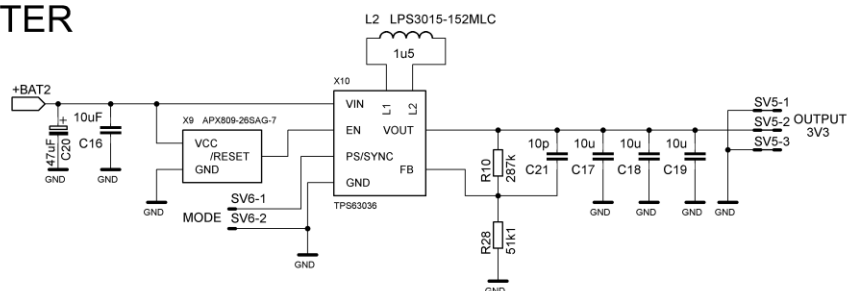 TER
L2 LPS3015-152MLC
1u5
+BAT2
X10
10uF
C16
47uF
C20
+
GND
GND
X9 APX809-26SAG-7
VCC
/RESET
GND
GND
VIN
L1
L2
EN
VOUT
PS/SYNC
FB
GND
TPS63036
SV6-1
MODE SV6-2
GND
R10
287k
10p
C21
10u
C17
10u
C18
10u
C19
GND
GND
GND
GND
R28
51k1
GND
SV5-1
SV5-2 OUTPUT
SV5-3 3V3